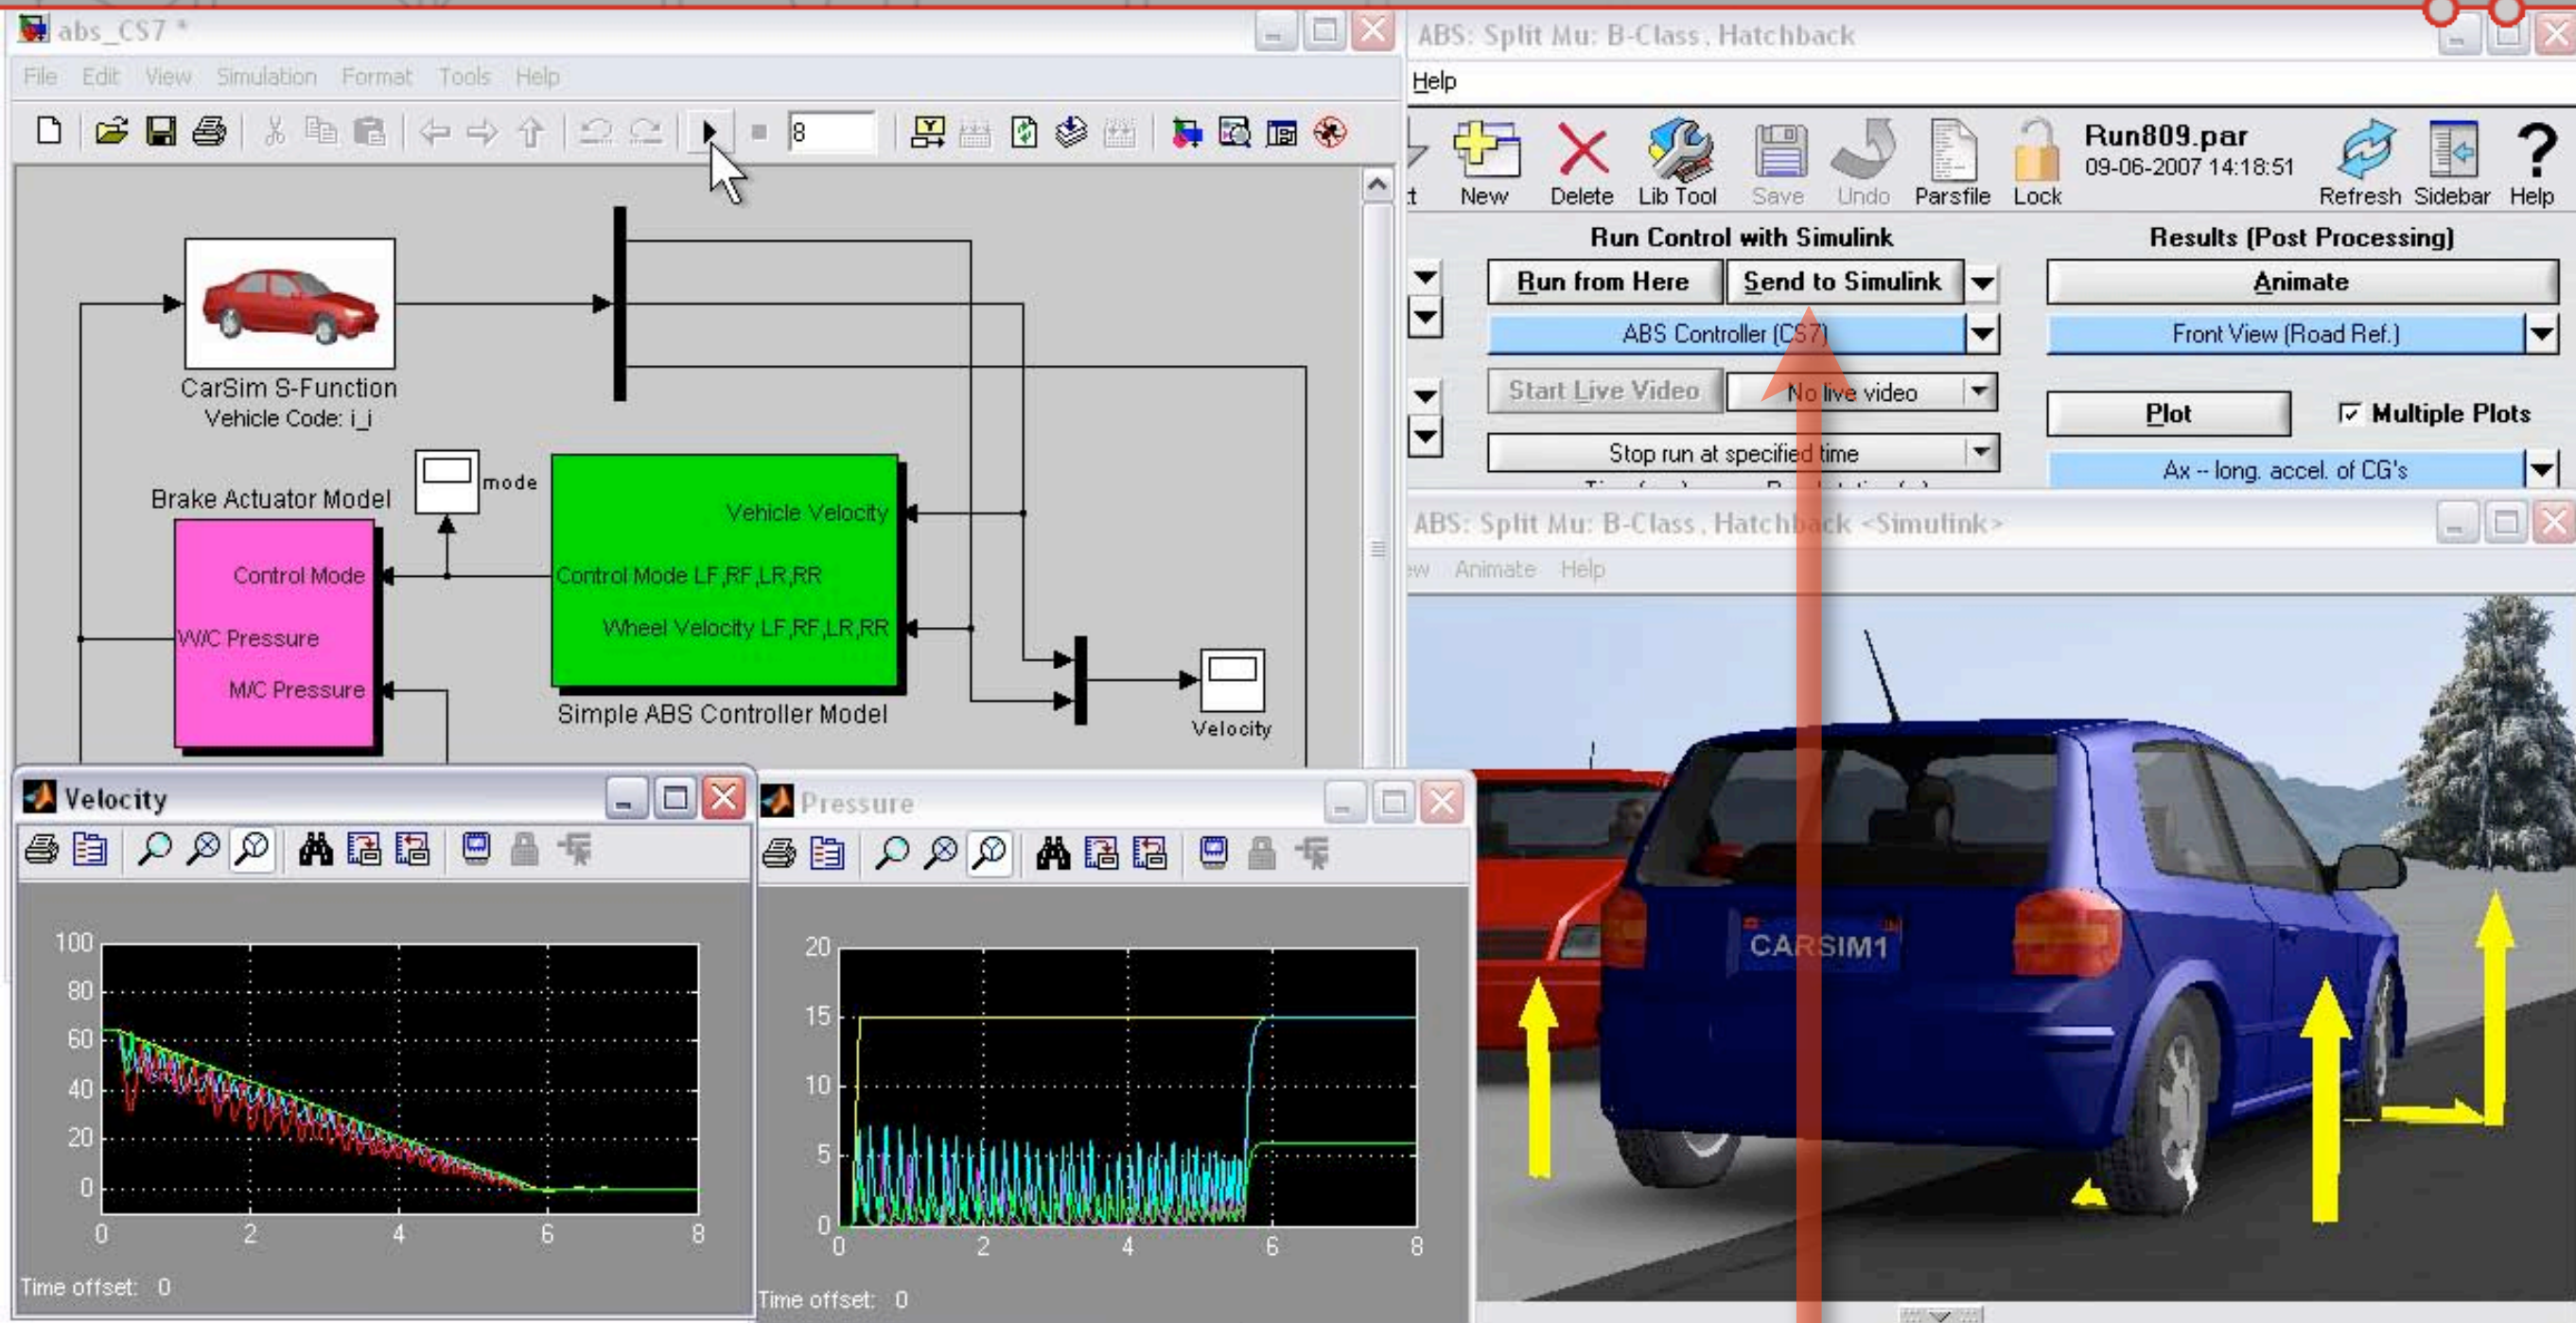 abs_CS7 *
File Edit View Simulation Format Tools Help
8
CarSim S-Function
Vehicle Code: i_i
mode
Brake Actuator Model
Control Mode
W/C Pressure
M/C Pressure
Vehicle Velocity
Control Mode LF,RF,LR,RR
Wheel Velocity LF,RF,LR,RR
Simple ABS Controller Model
Velocity
Velocity
100
80
60
40
20
0
0 2 4 6 8
Time offset: 0
Pressure
20
15
10
5
0
0 2 4 6 8
Time offset: 0
ABS: Split Mu: B-Class, Hatchback
Help
New Delete Lib Tool Save Undo Parsfile Lock
Run809.par
09-06-2007 14:18:51
Refresh Sidebar Help
Run Control with Simulink
Run from Here Send to Simulink
ABS Controller (CS7)
Start Live Video No live video
Stop run at specified time
Results (Post Processing)
Animate
Front View (Road Ref.)
Plot Multiple Plots
Ax -- long. accel. of CG's
ABS: Split Mu: B-Class, Hatchback <Simulink>
Animate Help
CARSIM1